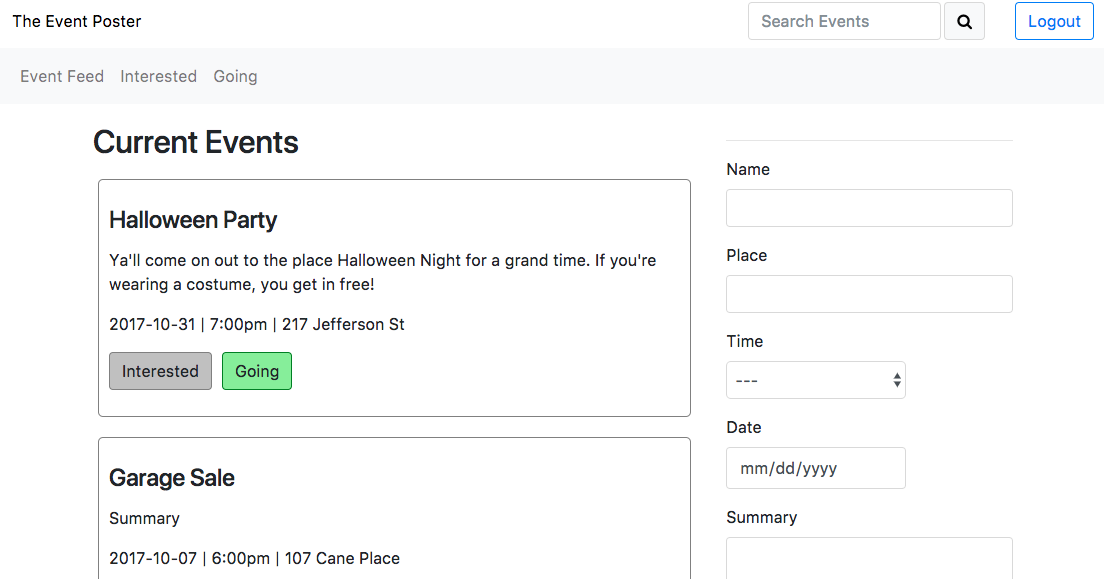 The Event Poster
Search Events
Logout
Event Feed Interested Going
Current Events
Halloween Party
Ya'll come on out to the place Halloween Night for a grand time. If you're
wearing a costume, you get in free!
2017-10-31 | 7:00pm | 217 Jefferson St
Interested Going
Garage Sale
Summary
2017-10-07 | 6:00pm | 107 Cane Place
Name
Place
Time
---
Date
mm/dd/yyyy
Summary